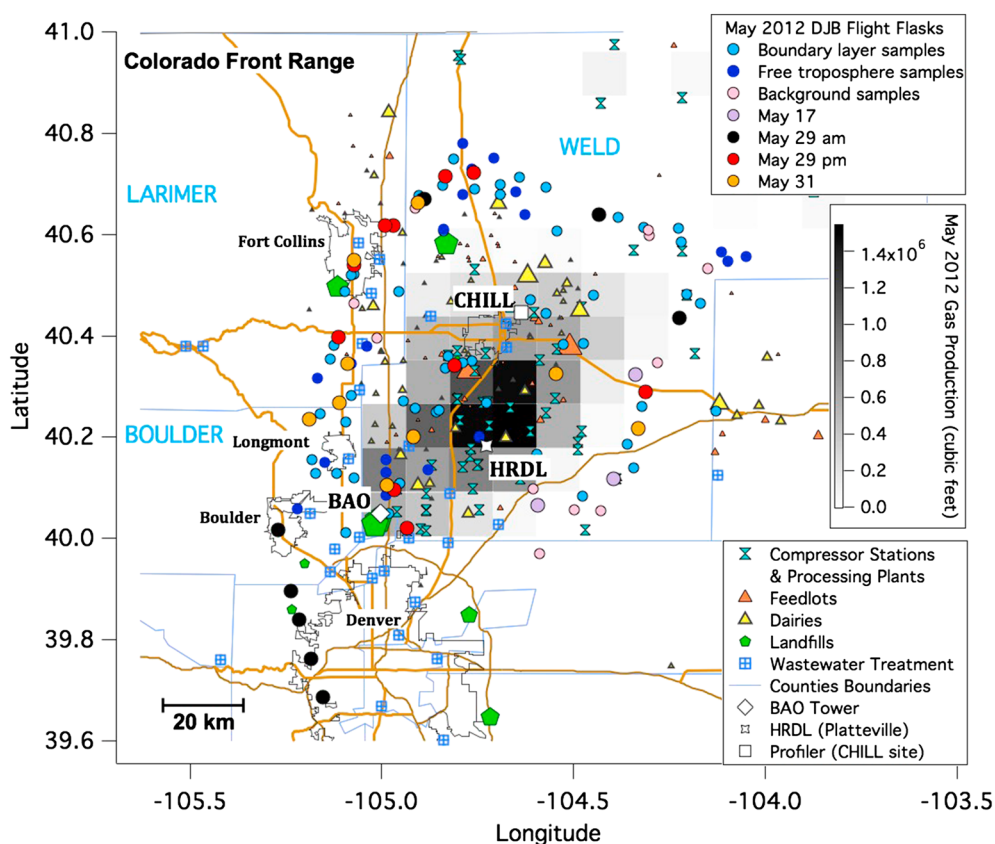 Colorado Front Range
May 2012 DJB Flight Flasks
Boundary layer samples
Free troposphere samples
Background samples
May 17
May 29 am
May 29 pm
May 31
41.0
40.8
40.6
40.4
40.2
40.0
39.8
39.6
Latitude
WELD
LARIMER
Fort Collins
CHILL
BOULDER
Longmont
HRDL
BAO
Boulder
Denver
20 km
May 2012 Gas Production (cubic feet)
1.4x10⁶
1.2
1.0
0.8
0.6
0.4
0.2
0.0
Compressor Stations
& Processing Plants
Feedlots
Dairies
Landfills
Wastewater Treatment
Counties Boundaries
BAO Tower
HRDL (Platteville)
Profiler (CHILL site)
-105.5
-105.0
-104.5
-104.0
-103.5
Longitude